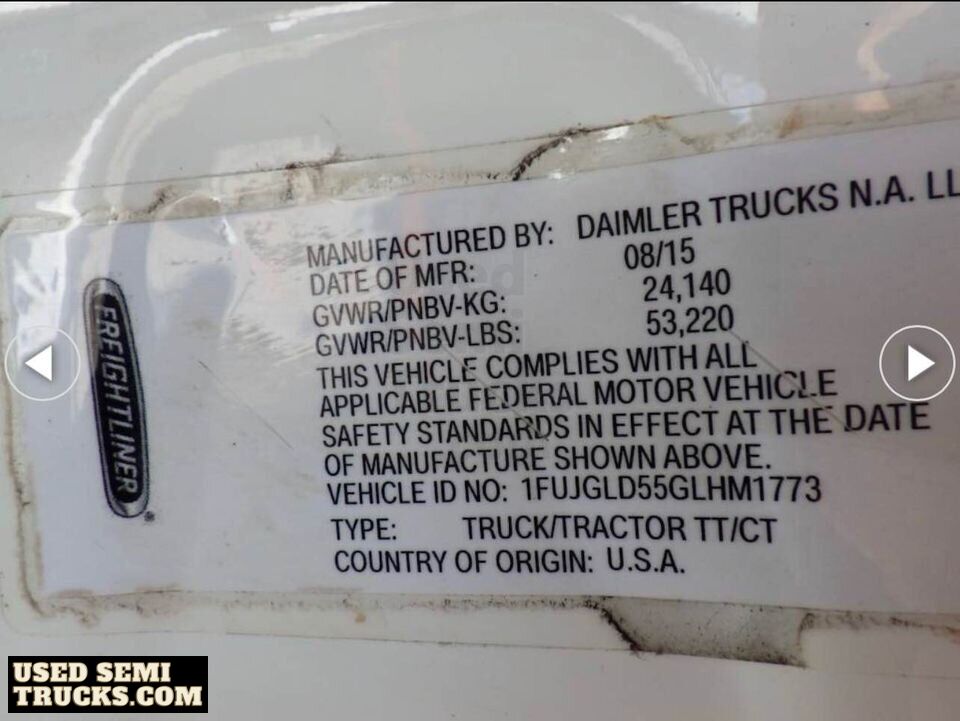 MANUFACTURED BY: DAIMLER TRUCKS N.A. LL
DATE OF MFR: 08/15
GVWR/PNBV-KG: 24,140
GVWR/PNBV-LBS: 53,220
THIS VEHICLE COMPLIES WITH ALL
APPLICABLE FEDERAL MOTOR VEHICLE
SAFETY STANDARDS IN EFFECT AT THE DATE
OF MANUFACTURE SHOWN ABOVE.
VEHICLE ID NO: 1FUJGLD55GLHM1773
TYPE: TRUCK/TRACTOR TT/CT
COUNTRY OF ORIGIN: U.S.A.
FREIGHTLINER
USED SEMI
TRUCKS.COM